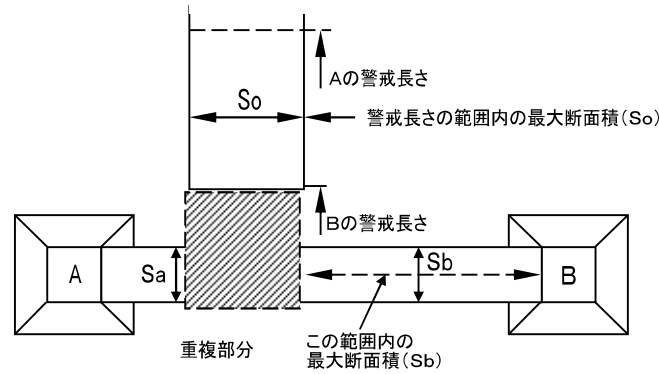 Aの警戒長さ
So
警戒長さの範囲内の最大断面積(So)
Bの警戒長さ
A
Sa
Sb
B
重複部分
この範囲内の
最大断面積(Sb)